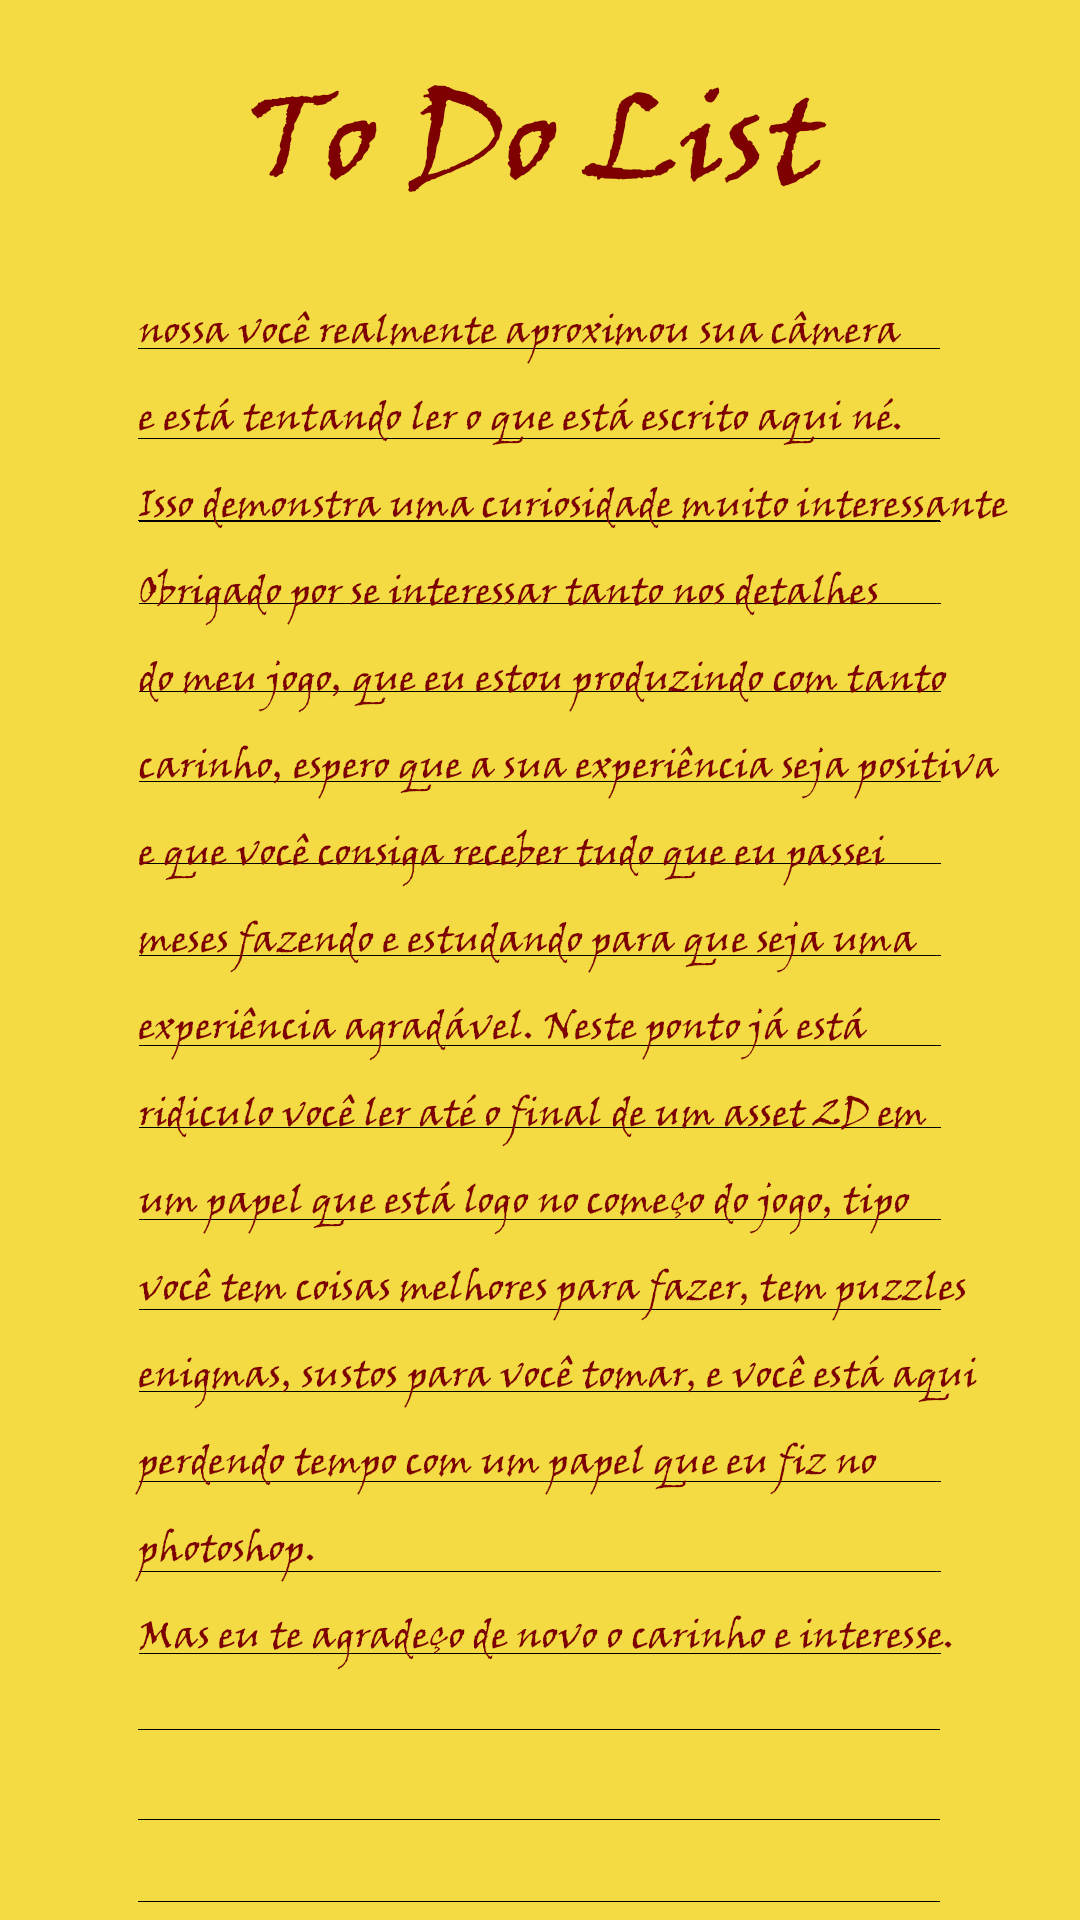 To Do List
nossa você realmente aproximou sua câmera
e está tentando ler o que está escrito aqui né.
Isso demonstra uma curiosidade muito interessante
Obrigado por se interessar tanto nos detalhes
do meu jogo, que eu estou produzindo com tanto
carinho, espero que a sua experiência seja positiva
e que você consiga receber tudo que eu passei
meses fazendo e estudando para que seja uma
experiência agradável. Neste ponto já está
ridiculo você ler até o final de um asset 2D em
um papel que está logo no começo do jogo, tipo
você tem coisas melhores para fazer, tem puzzles
enigmas, sustos para você tomar, e você está aqui
perdendo tempo com um papel que eu fiz no
photoshop.
Mas eu te agradeço de novo o carinho e interesse.